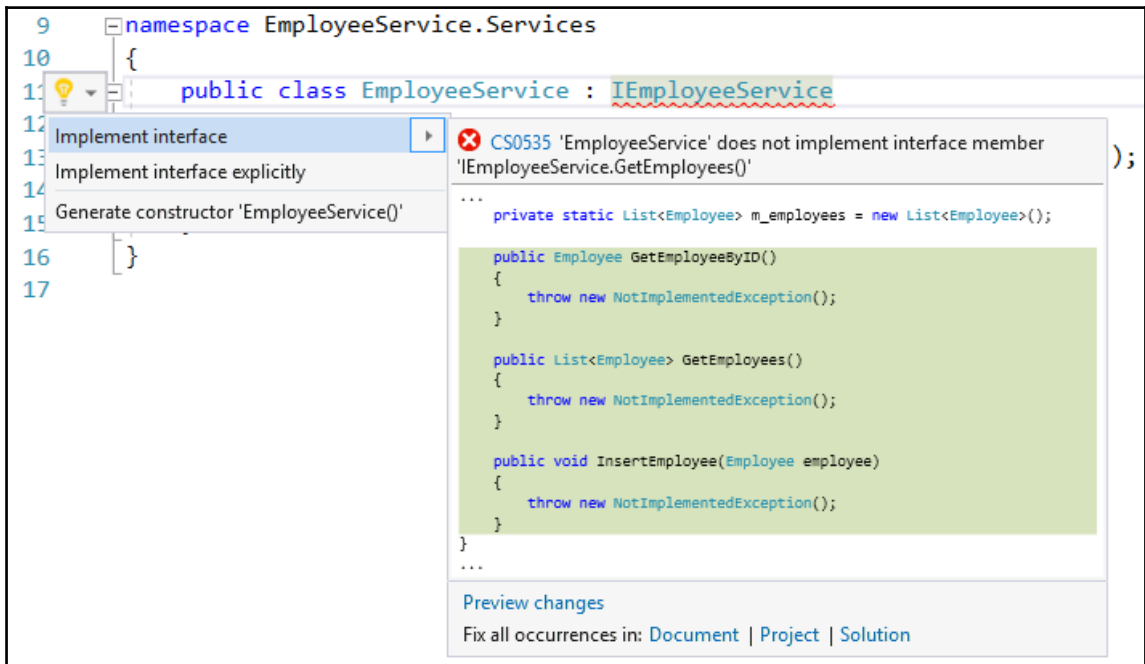 9 namespace EmployeeService.Services
10 {
11 public class EmployeeService : IEmployeeService
12
13 );
14
15
16 }
17
Implement interface
Implement interface explicitly
Generate constructor 'EmployeeService()'
CS0535 'EmployeeService' does not implement interface member
'IEmployeeService.GetEmployees()'
...
private static List<Employee> m_employees = new List<Employee>();
public Employee GetEmployeeByID()
{
throw new NotImplementedException();
}
public List<Employee> GetEmployees()
{
throw new NotImplementedException();
}
public void InsertEmployee(Employee employee)
{
throw new NotImplementedException();
}
}
...
Preview changes
Fix all occurrences in: Document | Project | Solution